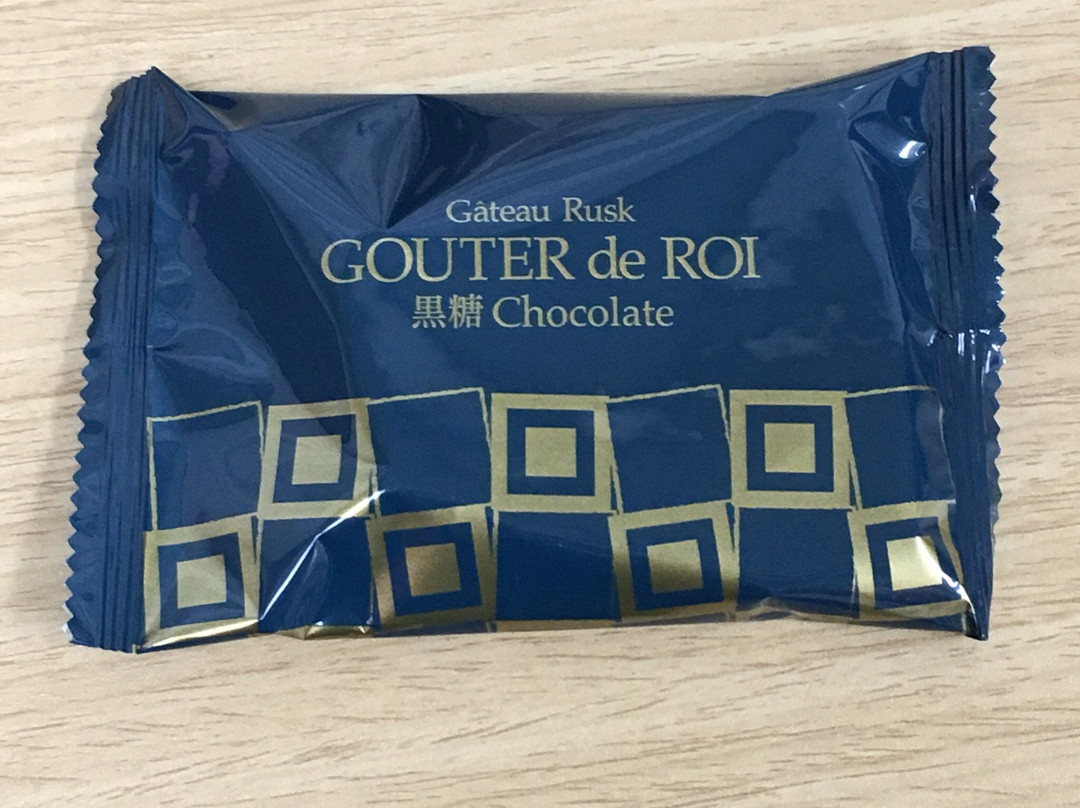 Gâteau Rusk
GOUTER de ROI
黒糖 Chocolate